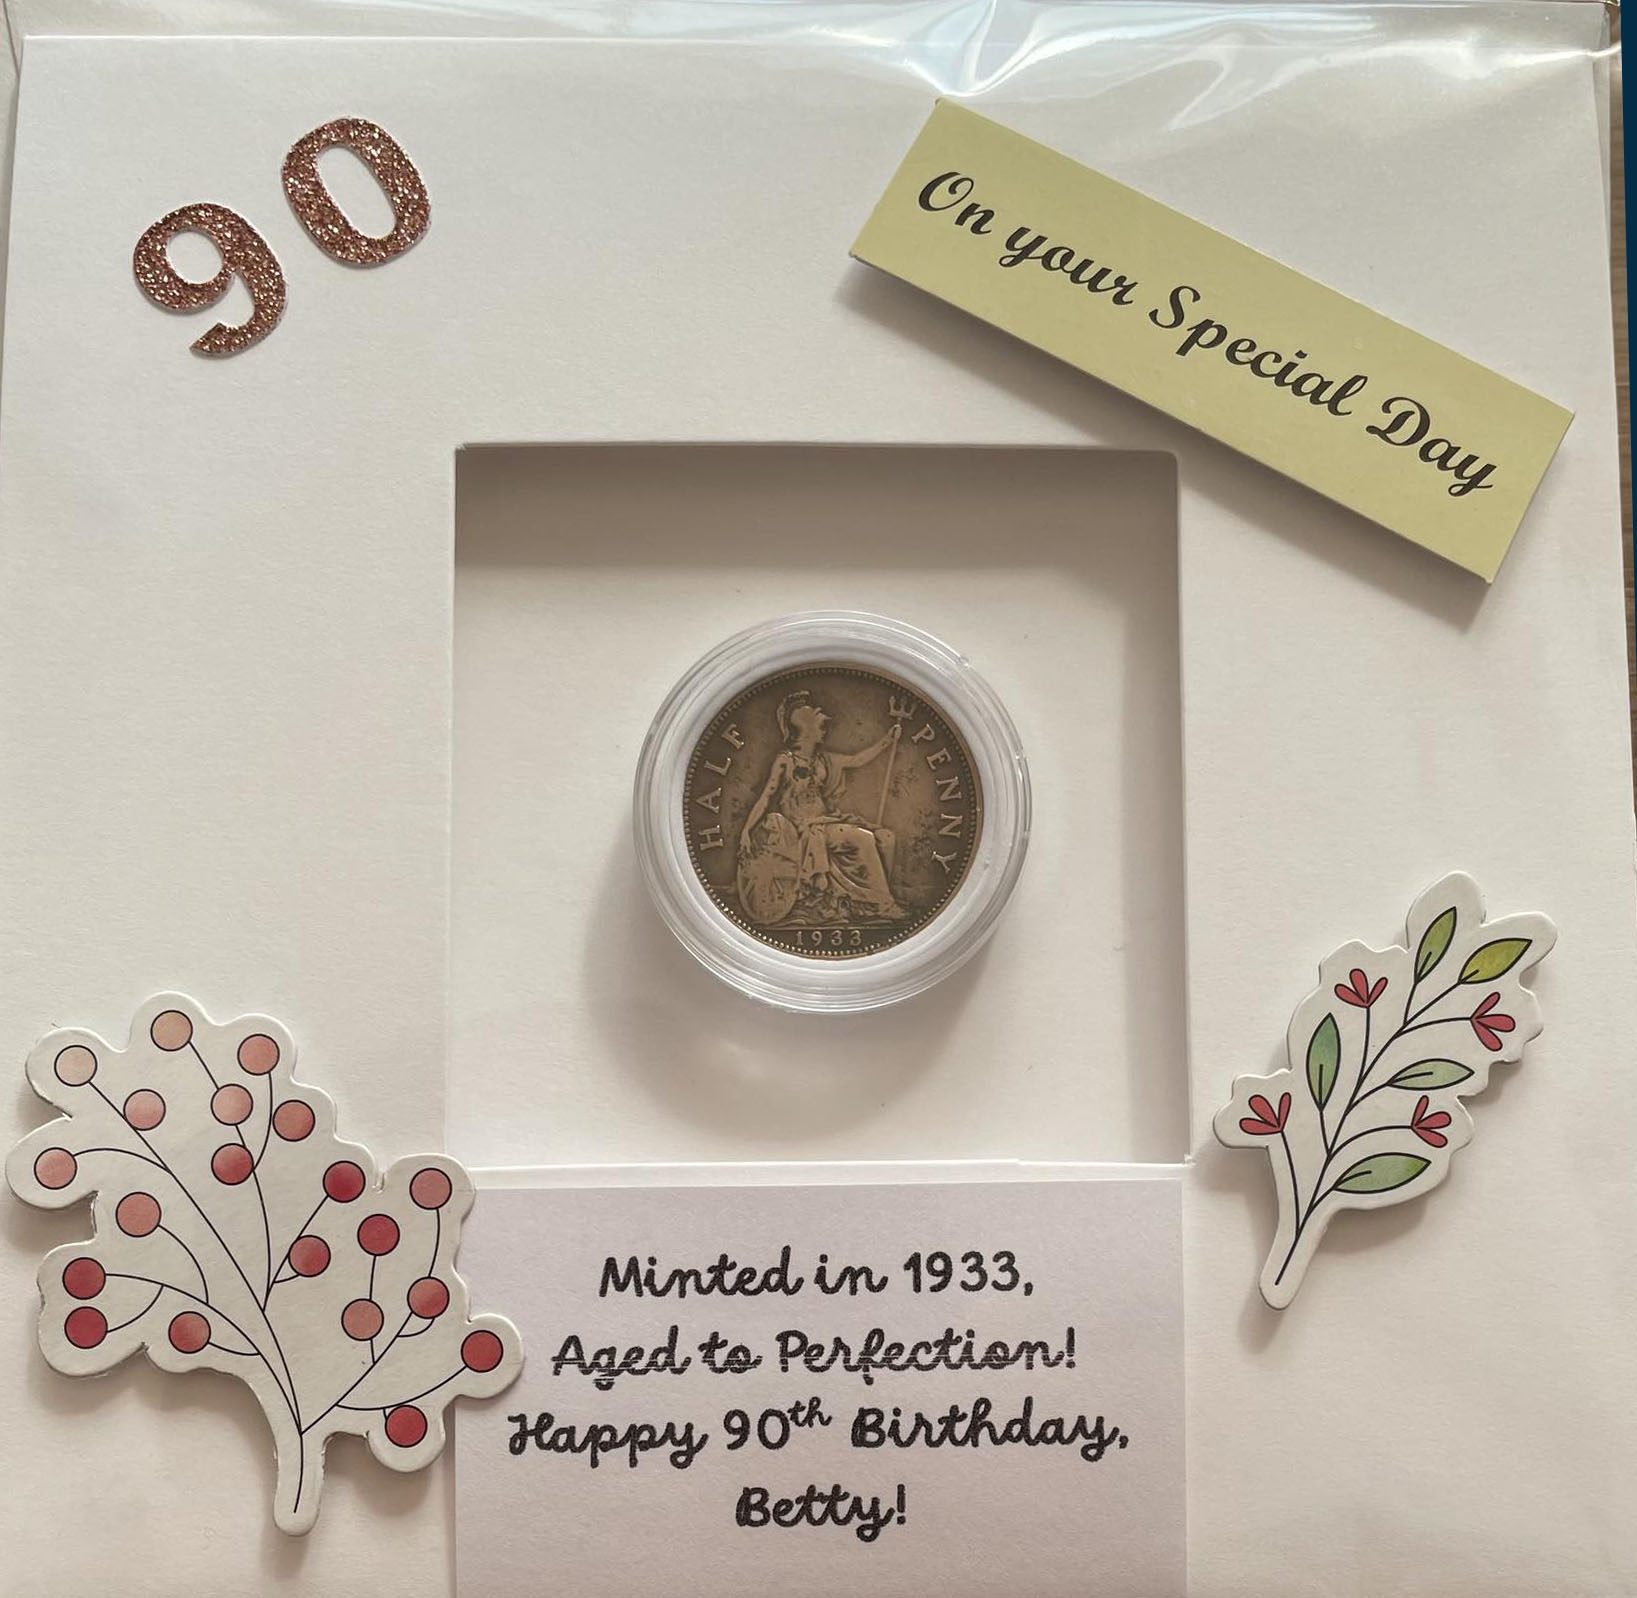 90
On your Special Day
HALF PENNY
1933
Minted in 1933,
Aged to Perfection!
Happy 90th Birthday,
Betty!